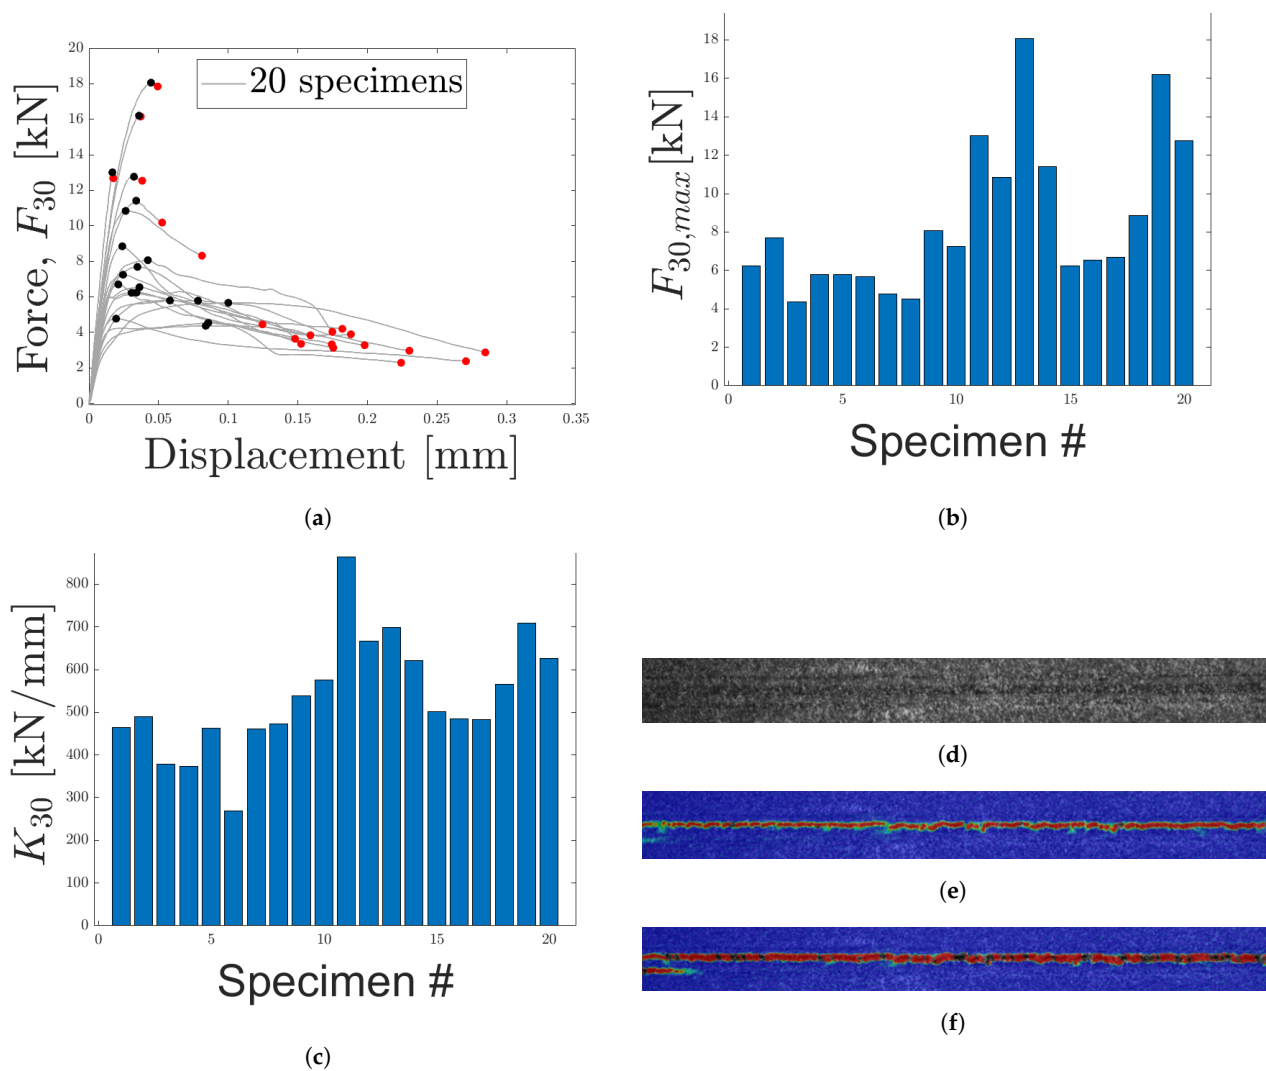 20 specimens
Force, F30 [kN]
20
18
16
14
12
10
8
6
4
2
0
0 0.05 0.1 0.15 0.2 0.25 0.3 0.35
Displacement [mm]
(a)
F30,max[kN]
18
16
14
12
10
8
6
4
2
0
0 5 10 15 20
Specimen #
(b)
K30 [kN/mm]
800
700
600
500
400
300
200
100
0
0 5 10 15 20
Specimen #
(c)
(d)
(e)
(f)